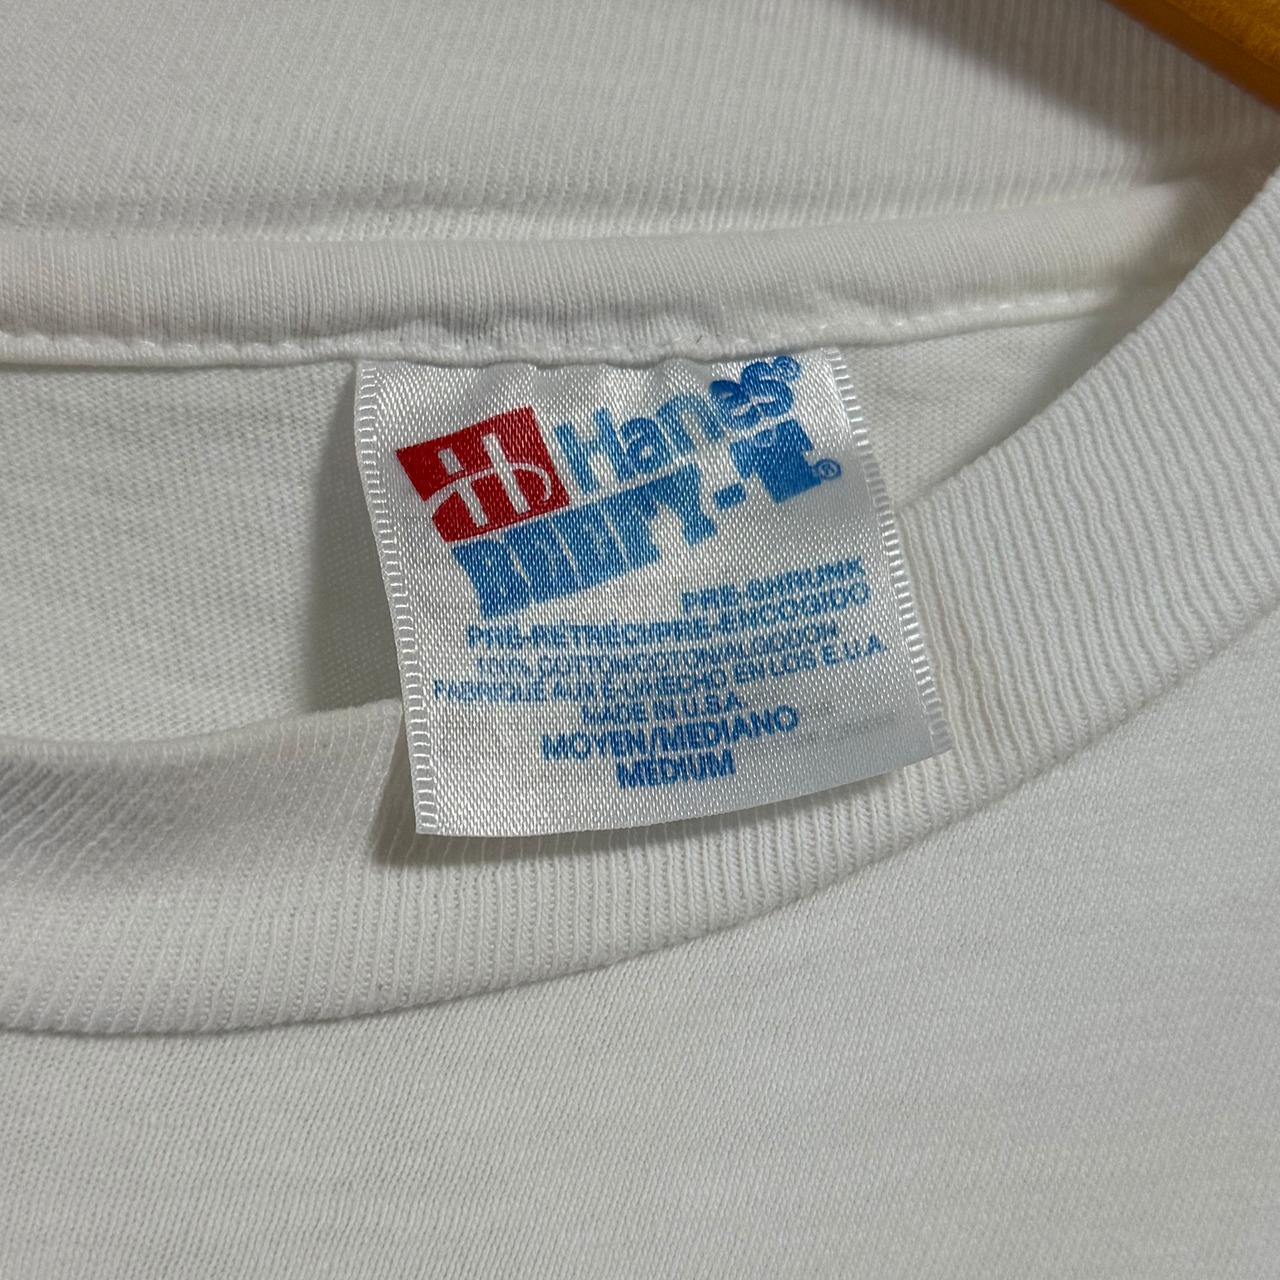 Hanes®
BEEFY-T®
PRE-SHRUNK
PRE-RETRECI/PRE-ENCOGIDO
100% COTTON/COTON/ALGODON
FABRIQUE AUX E-U/HECHO EN LOS E.U.A
MADE IN U.S.A.
MOYEN/MEDIANO
MEDIUM